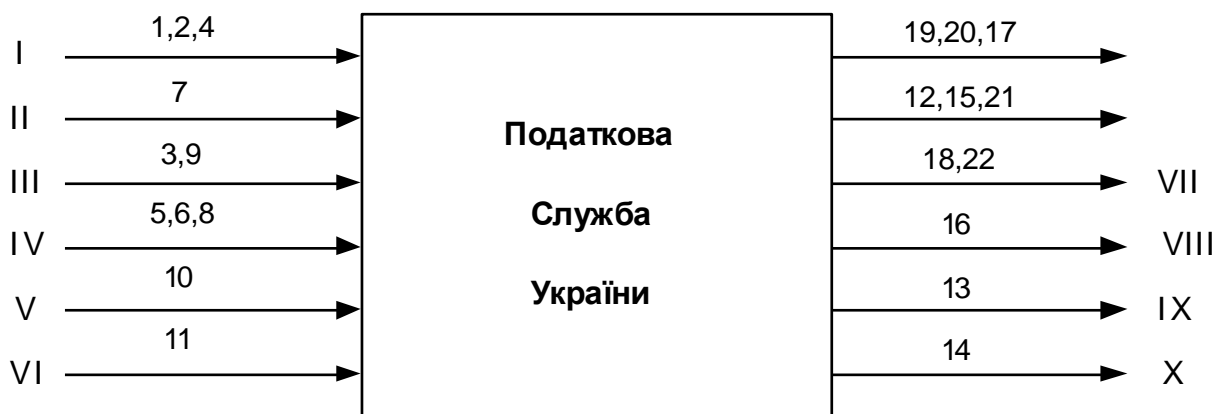 I 1,2,4
II 7
III 3,9
IV 5,6,8
V 10
VI 11
Податкова
Служба
України
19,20,17
12,15,21
18,22 VII
16 VIII
13 IX
14 X